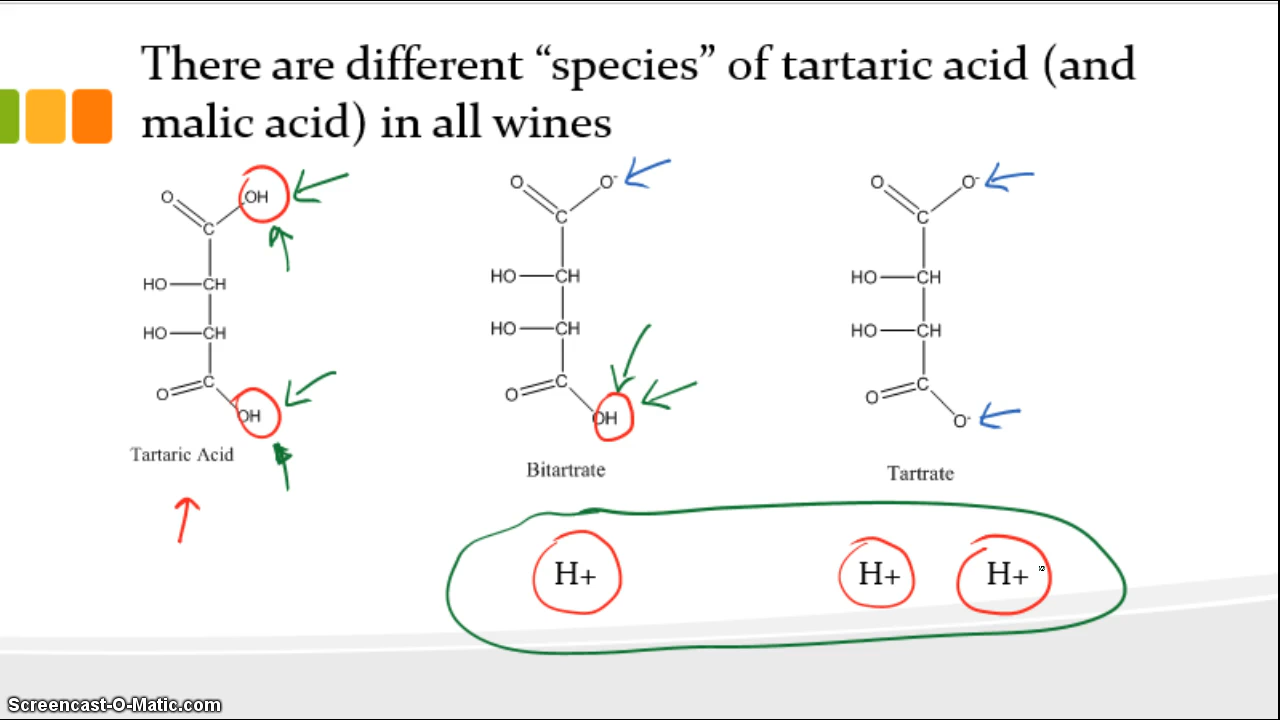 There are different “species” of tartaric acid (and
malic acid) in all wines
O OH
C
HO CH
HO CH
O C
OH
Tartaric Acid
O O-
C
HO CH
HO CH
O C
OH
Bitartrate
O O-
C
HO CH
HO CH
O C
O-
Tartrate
H+ H+ H+
Screencast-O-Matic.com